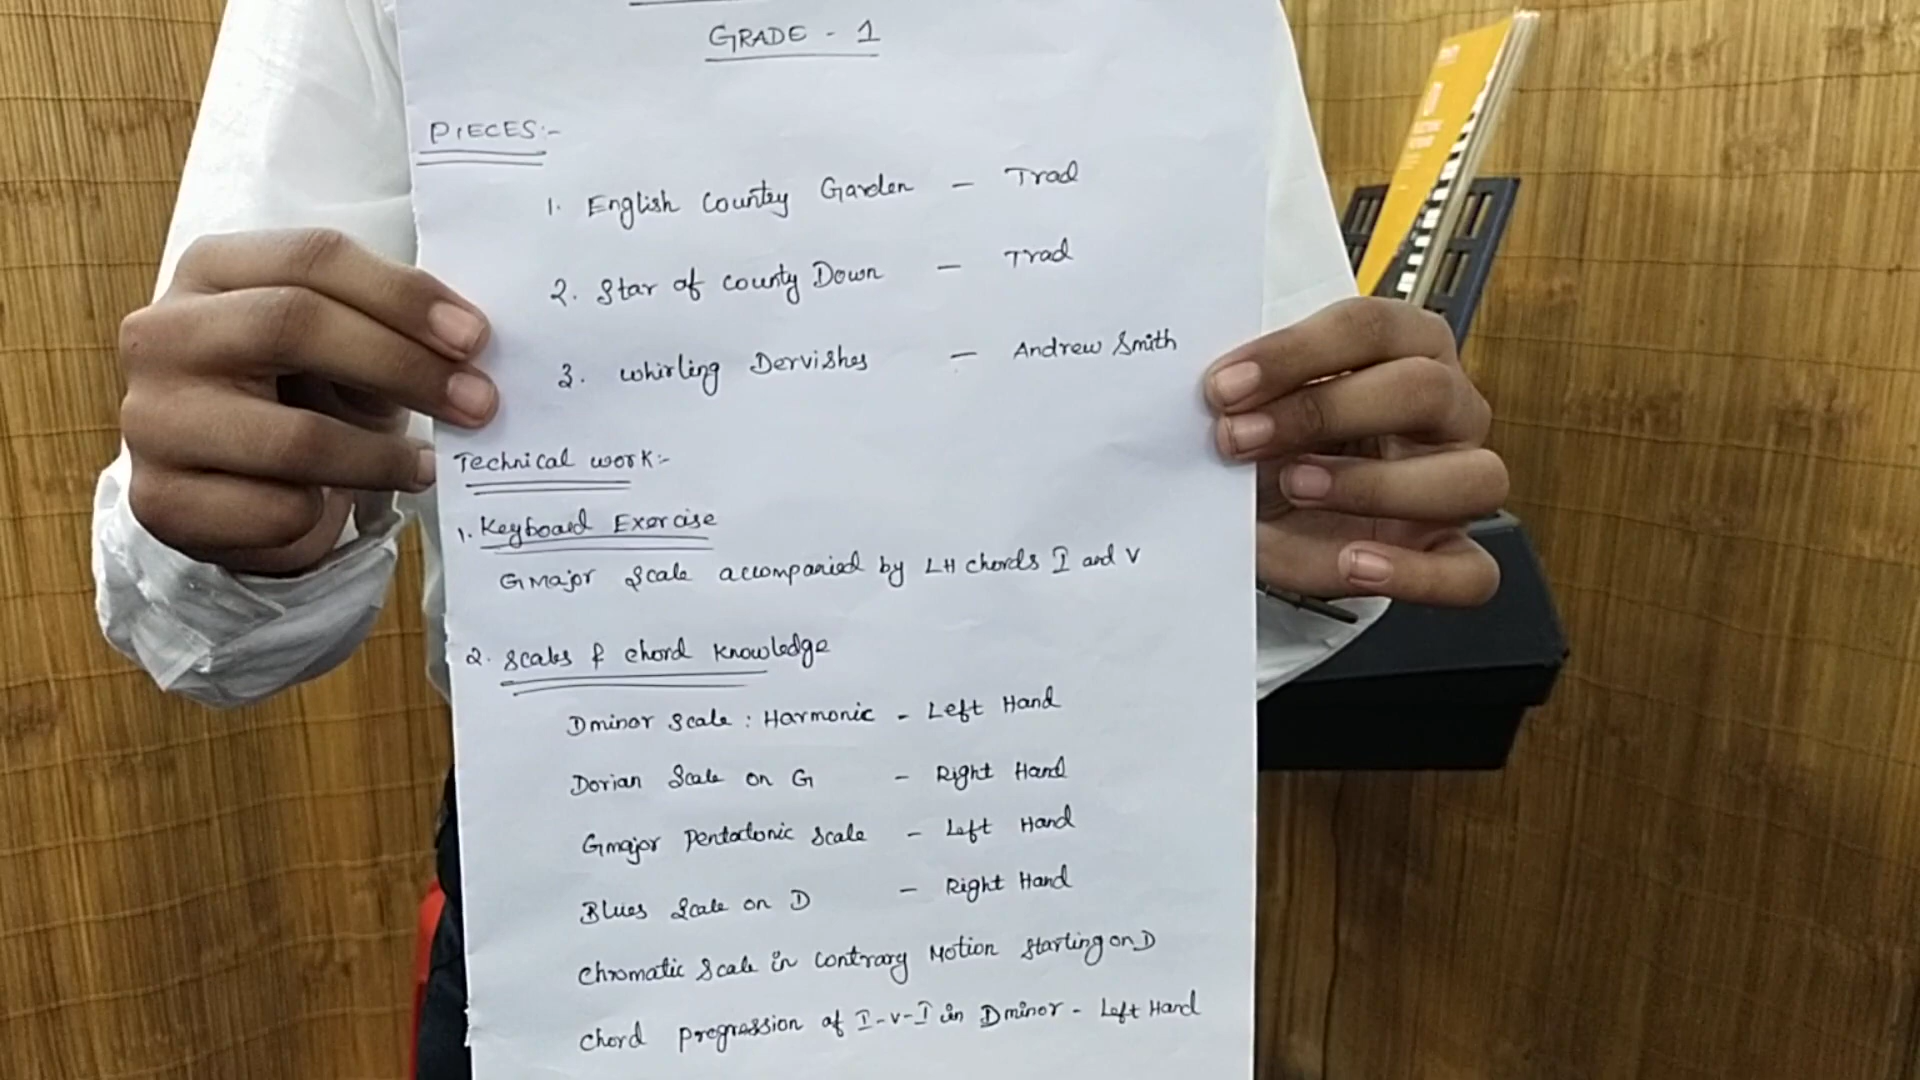 GRADE - 1
PIECES:-
1. English Country Garden - Trad
2. Star of County Down - Trad
3. Whirling Dervishes - Andrew Smith
Technical work:-
1. Keyboard Exercise
G Major Scale accompanied by LH chords I and V
2. Scales & chord knowledge
D minor Scale : Harmonic - Left Hand
Dorian Scale on G - Right Hand
G major Pentatonic Scale - Left Hand
Blues Scale on D - Right Hand
Chromatic Scale in contrary Motion starting on D
Chord progression of I-V-I in D minor - Left Hand